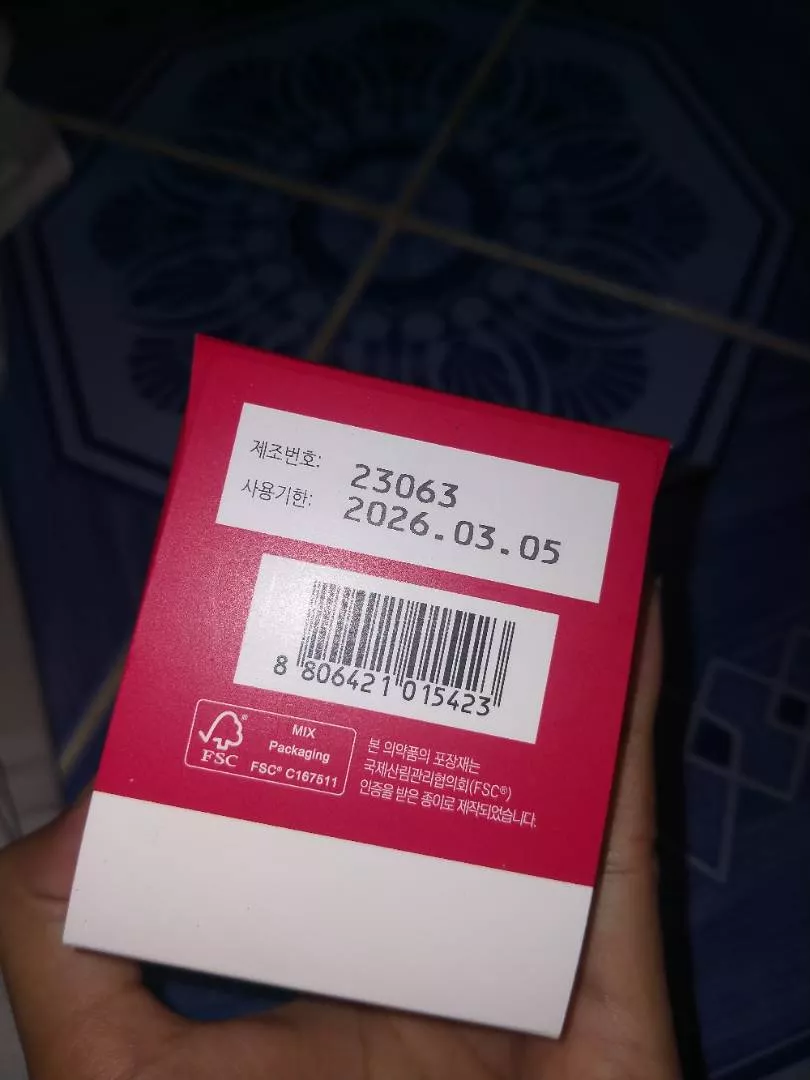 제조번호: 23063
사용기한: 2026.03.05
8 806421 015423
FSC®
MIX
Packaging
FSC® C167511
본 의약품의 포장재는
국제산림관리협의회(FSC®)
인증을 받은 종이로 제작되었습니다.